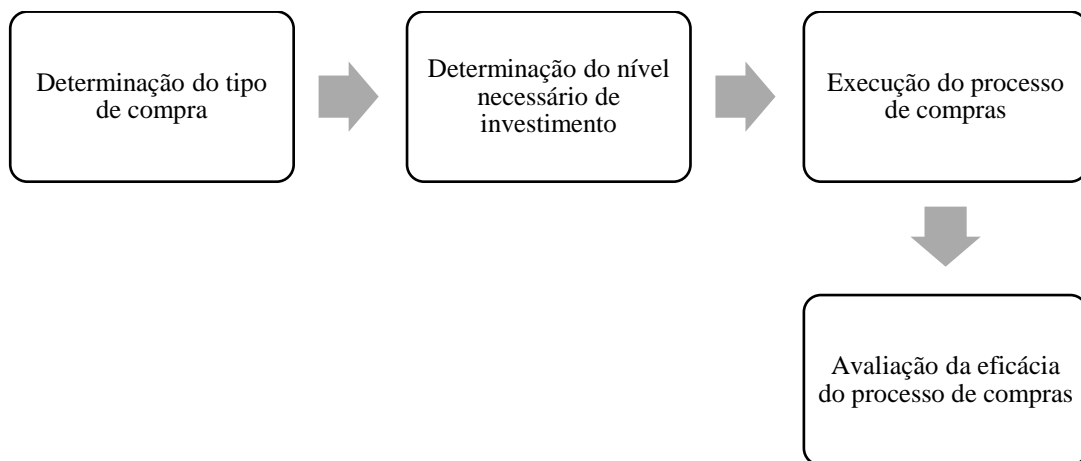 Determinação do tipo
de compra
Determinação do nível
necessário de
investimento
Execução do processo
de compras
Avaliação da eficácia
do processo de compras